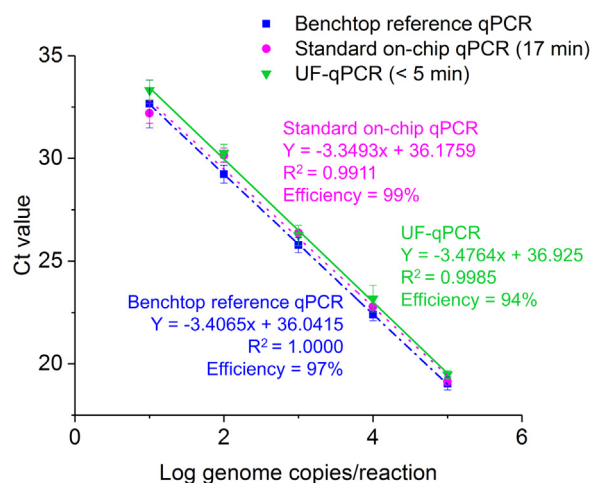 Benchtop reference qPCR
Standard on-chip qPCR (17 min)
UF-qPCR (< 5 min)
35
30
25
20
Ct value
Standard on-chip qPCR
Y = -3.3493x + 36.1759
R² = 0.9911
Efficiency = 99%
UF-qPCR
Y = -3.4764x + 36.925
R² = 0.9985
Efficiency = 94%
Benchtop reference qPCR
Y = -3.4065x + 36.0415
R² = 1.0000
Efficiency = 97%
0 2 4 6
Log genome copies/reaction